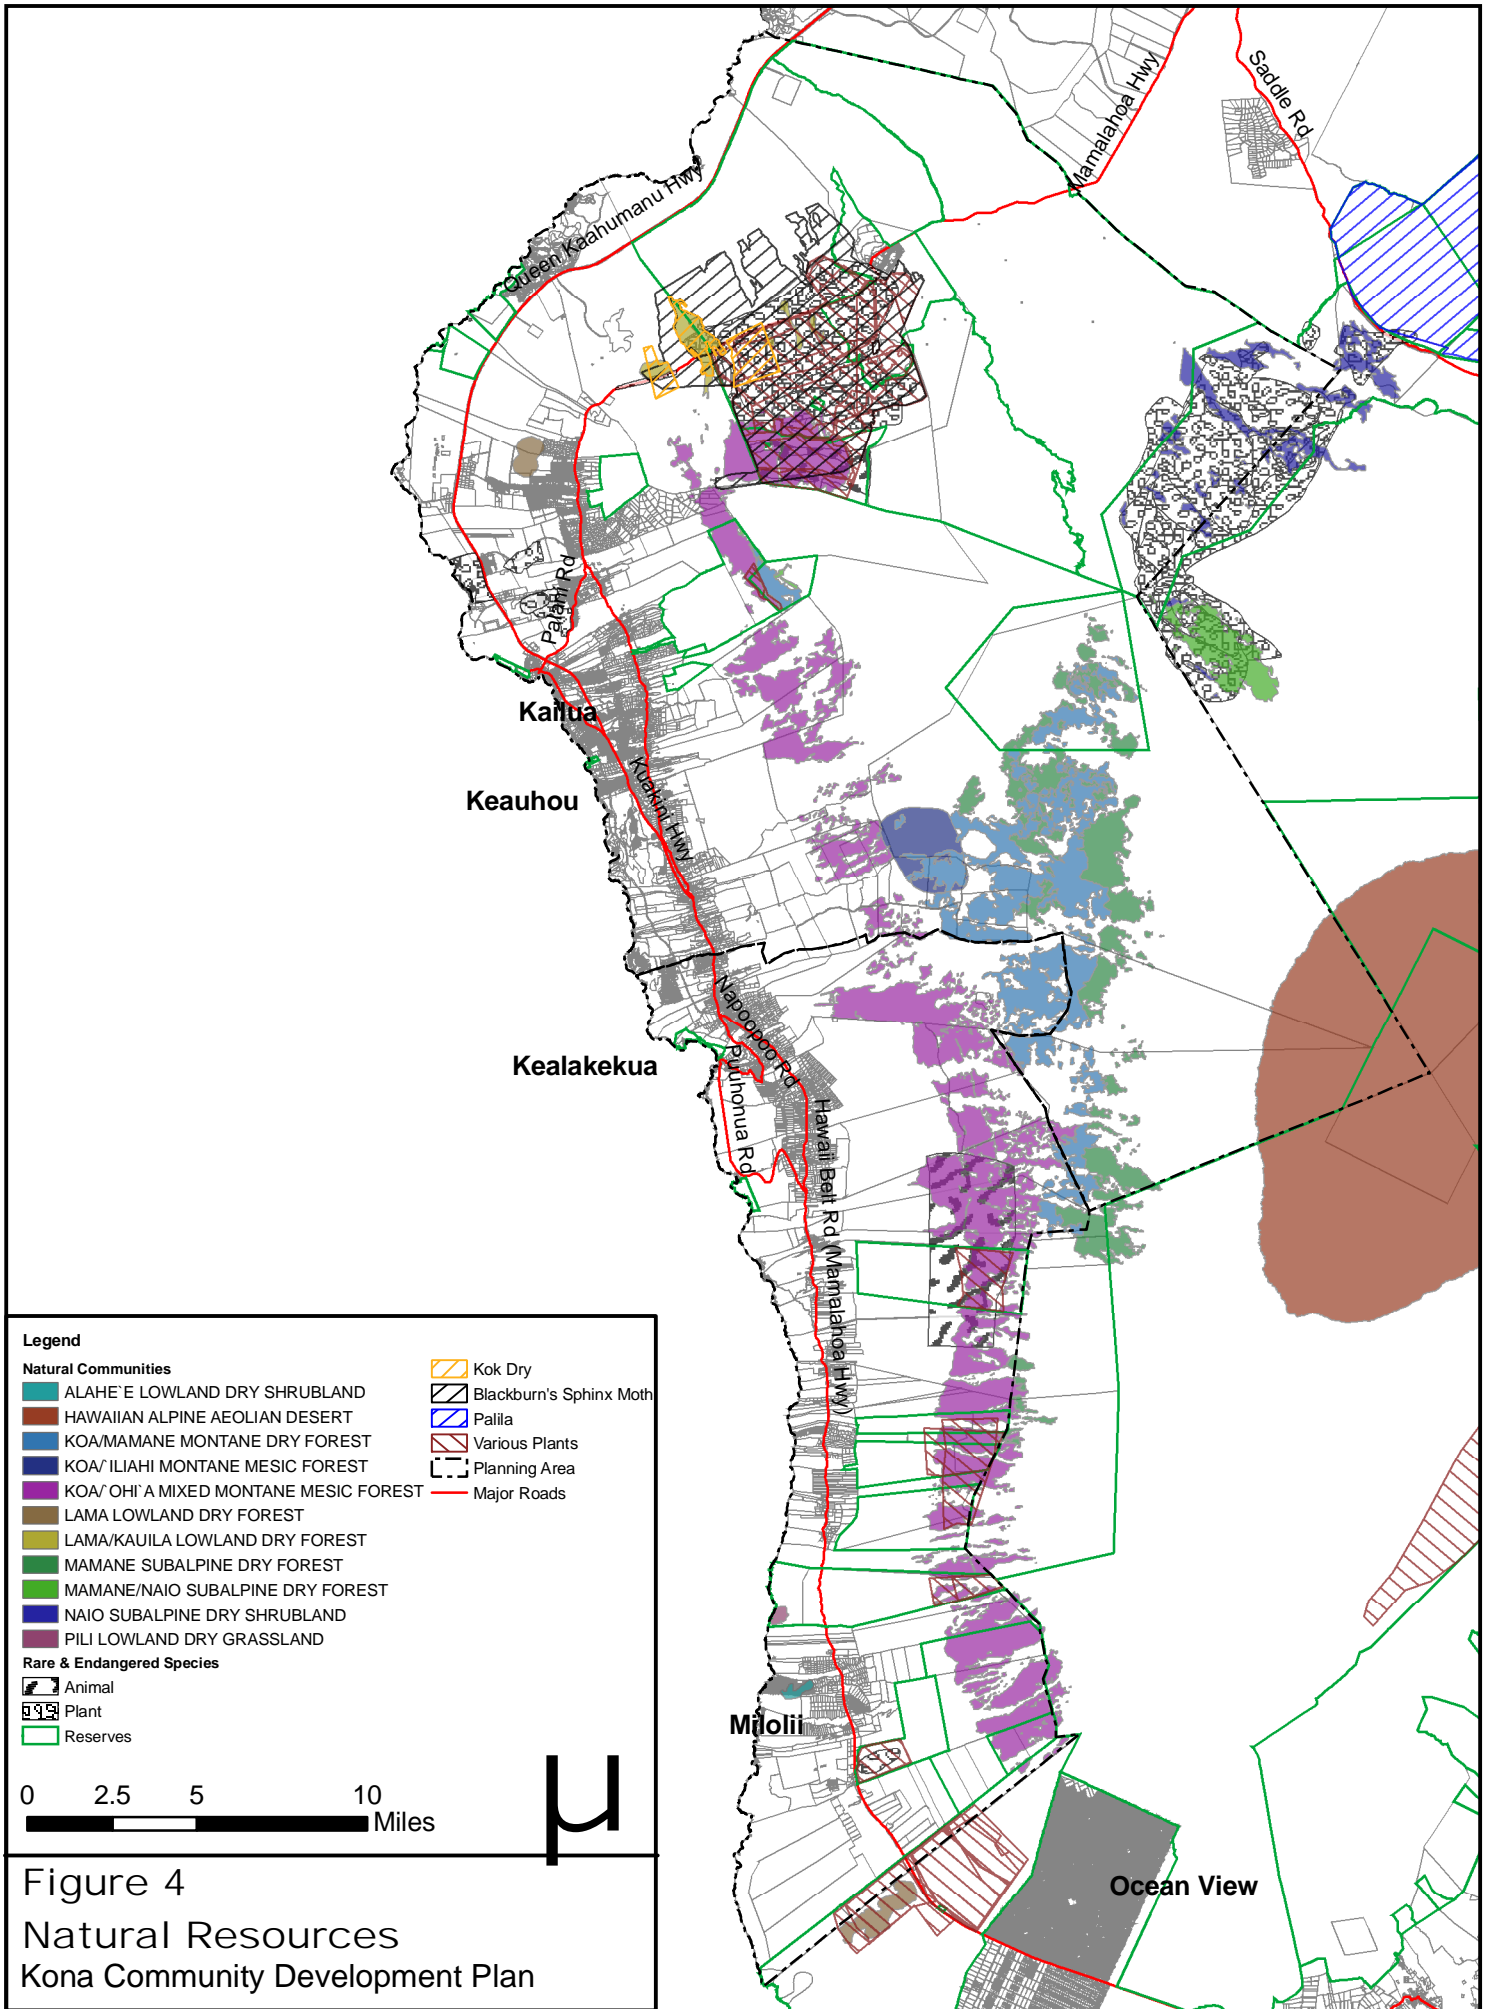 Saddle Rd
Mamalahoa Hwy
Queen Kaahumanu Hwy
Palani Rd
Kailua
Keauhou
Kuakini Hwy
Napoopoo Rd
Kealakekua
Puuhonua Rd
Hawaii Belt Rd (Mamalahoa Hwy)
Milolii
Ocean View
Legend
Natural Communities
ALAHE`E LOWLAND DRY SHRUBLAND
HAWAIIAN ALPINE AEOLIAN DESERT
KOA/MAMANE MONTANE DRY FOREST
KOA/`ILIAHI MONTANE MESIC FOREST
KOA/`OHI`A MIXED MONTANE MESIC FOREST
LAMA LOWLAND DRY FOREST
LAMA/KAUILA LOWLAND DRY FOREST
MAMANE SUBALPINE DRY FOREST
MAMANE/NAIO SUBALPINE DRY FOREST
NAIO SUBALPINE DRY SHRUBLAND
PILI LOWLAND DRY GRASSLAND
Rare & Endangered Species
Animal
Plant
Reserves
Kok Dry
Blackburn's Sphinx Moth
Palila
Various Plants
Planning Area
Major Roads
0 2.5 5 10
Miles
µ
Figure 4
Natural Resources
Kona Community Development Plan